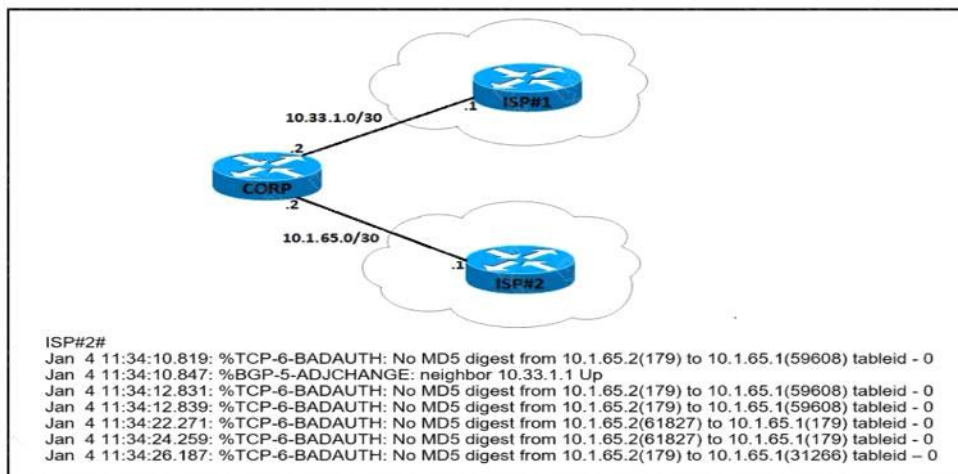 ISP#1
.1
10.33.1.0/30
.2
CORP
.2
10.1.65.0/30
.1
ISP#2
ISP#2#
Jan 4 11:34:10.819: %TCP-6-BADAUTH: No MD5 digest from 10.1.65.2(179) to 10.1.65.1(59608) tableid - 0
Jan 4 11:34:10.847: %BGP-5-ADJCHANGE: neighbor 10.33.1.1 Up
Jan 4 11:34:12.831: %TCP-6-BADAUTH: No MD5 digest from 10.1.65.2(179) to 10.1.65.1(59608) tableid - 0
Jan 4 11:34:12.839: %TCP-6-BADAUTH: No MD5 digest from 10.1.65.2(179) to 10.1.65.1(59608) tableid - 0
Jan 4 11:34:22.271: %TCP-6-BADAUTH: No MD5 digest from 10.1.65.2(61827) to 10.1.65.1(179) tableid - 0
Jan 4 11:34:24.259: %TCP-6-BADAUTH: No MD5 digest from 10.1.65.2(61827) to 10.1.65.1(179) tableid - 0
Jan 4 11:34:26.187: %TCP-6-BADAUTH: No MD5 digest from 10.1.65.2(179) to 10.1.65.1(31266) tableid – 0